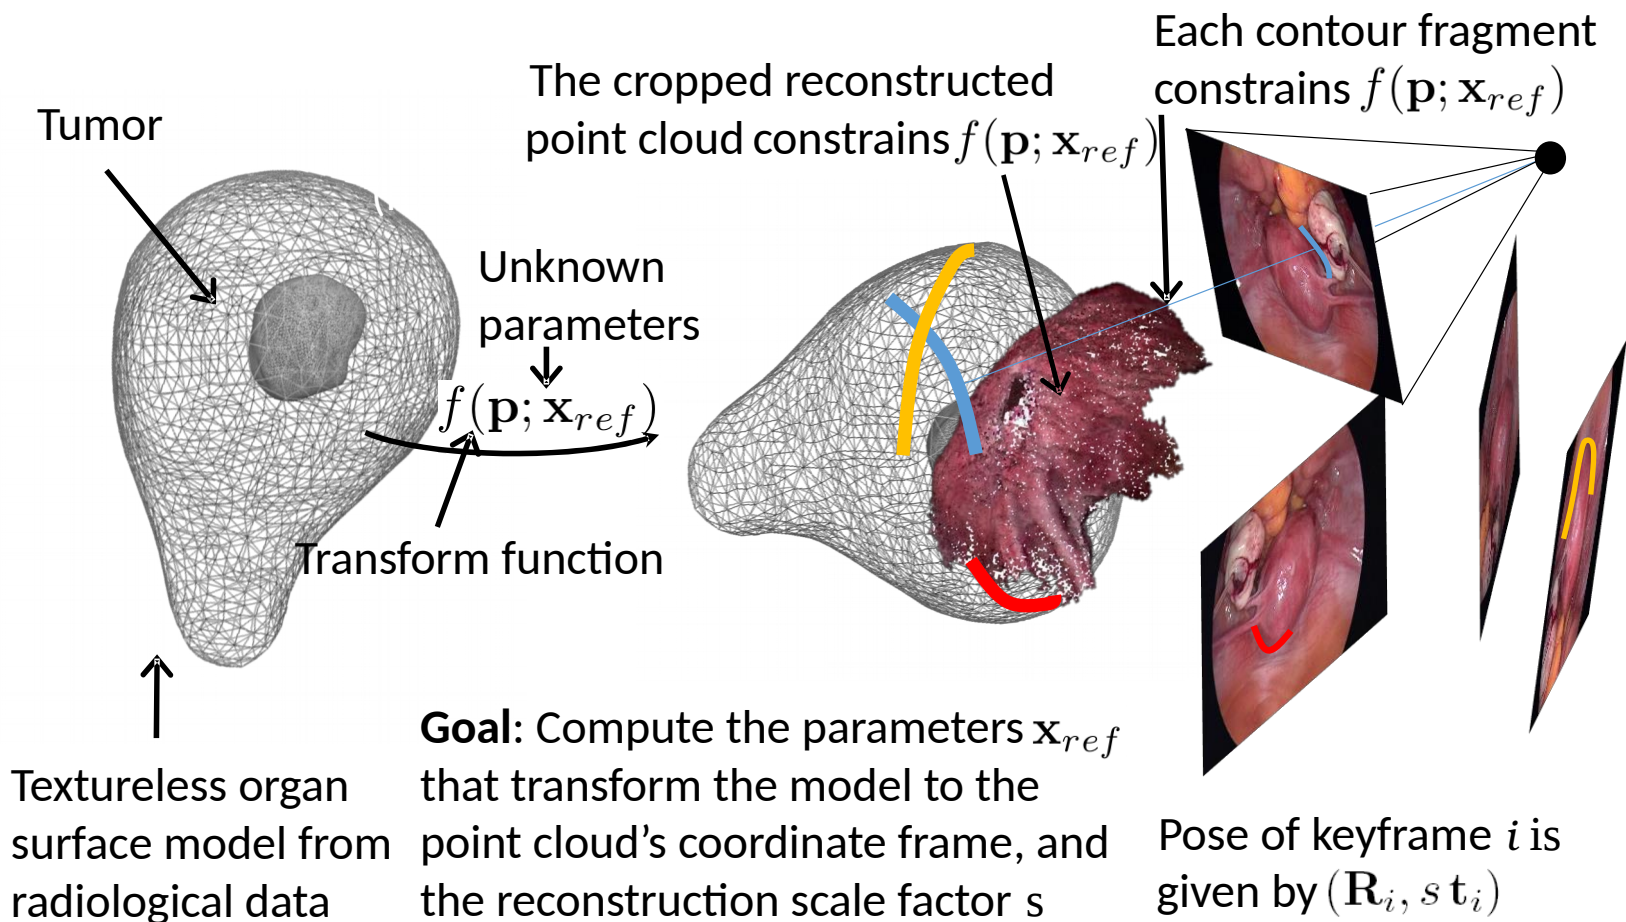 Each contour fragment
constrains f(p; x_ref)
The cropped reconstructed
point cloud constrains f(p; x_ref)
Tumor
Unknown
parameters
f(p; x_ref)
Transform function
Goal: Compute the parameters x_ref
that transform the model to the
point cloud’s coordinate frame, and
the reconstruction scale factor s
Textureless organ
surface model from
radiological data
Pose of keyframe i is
given by (R_i, s t_i)